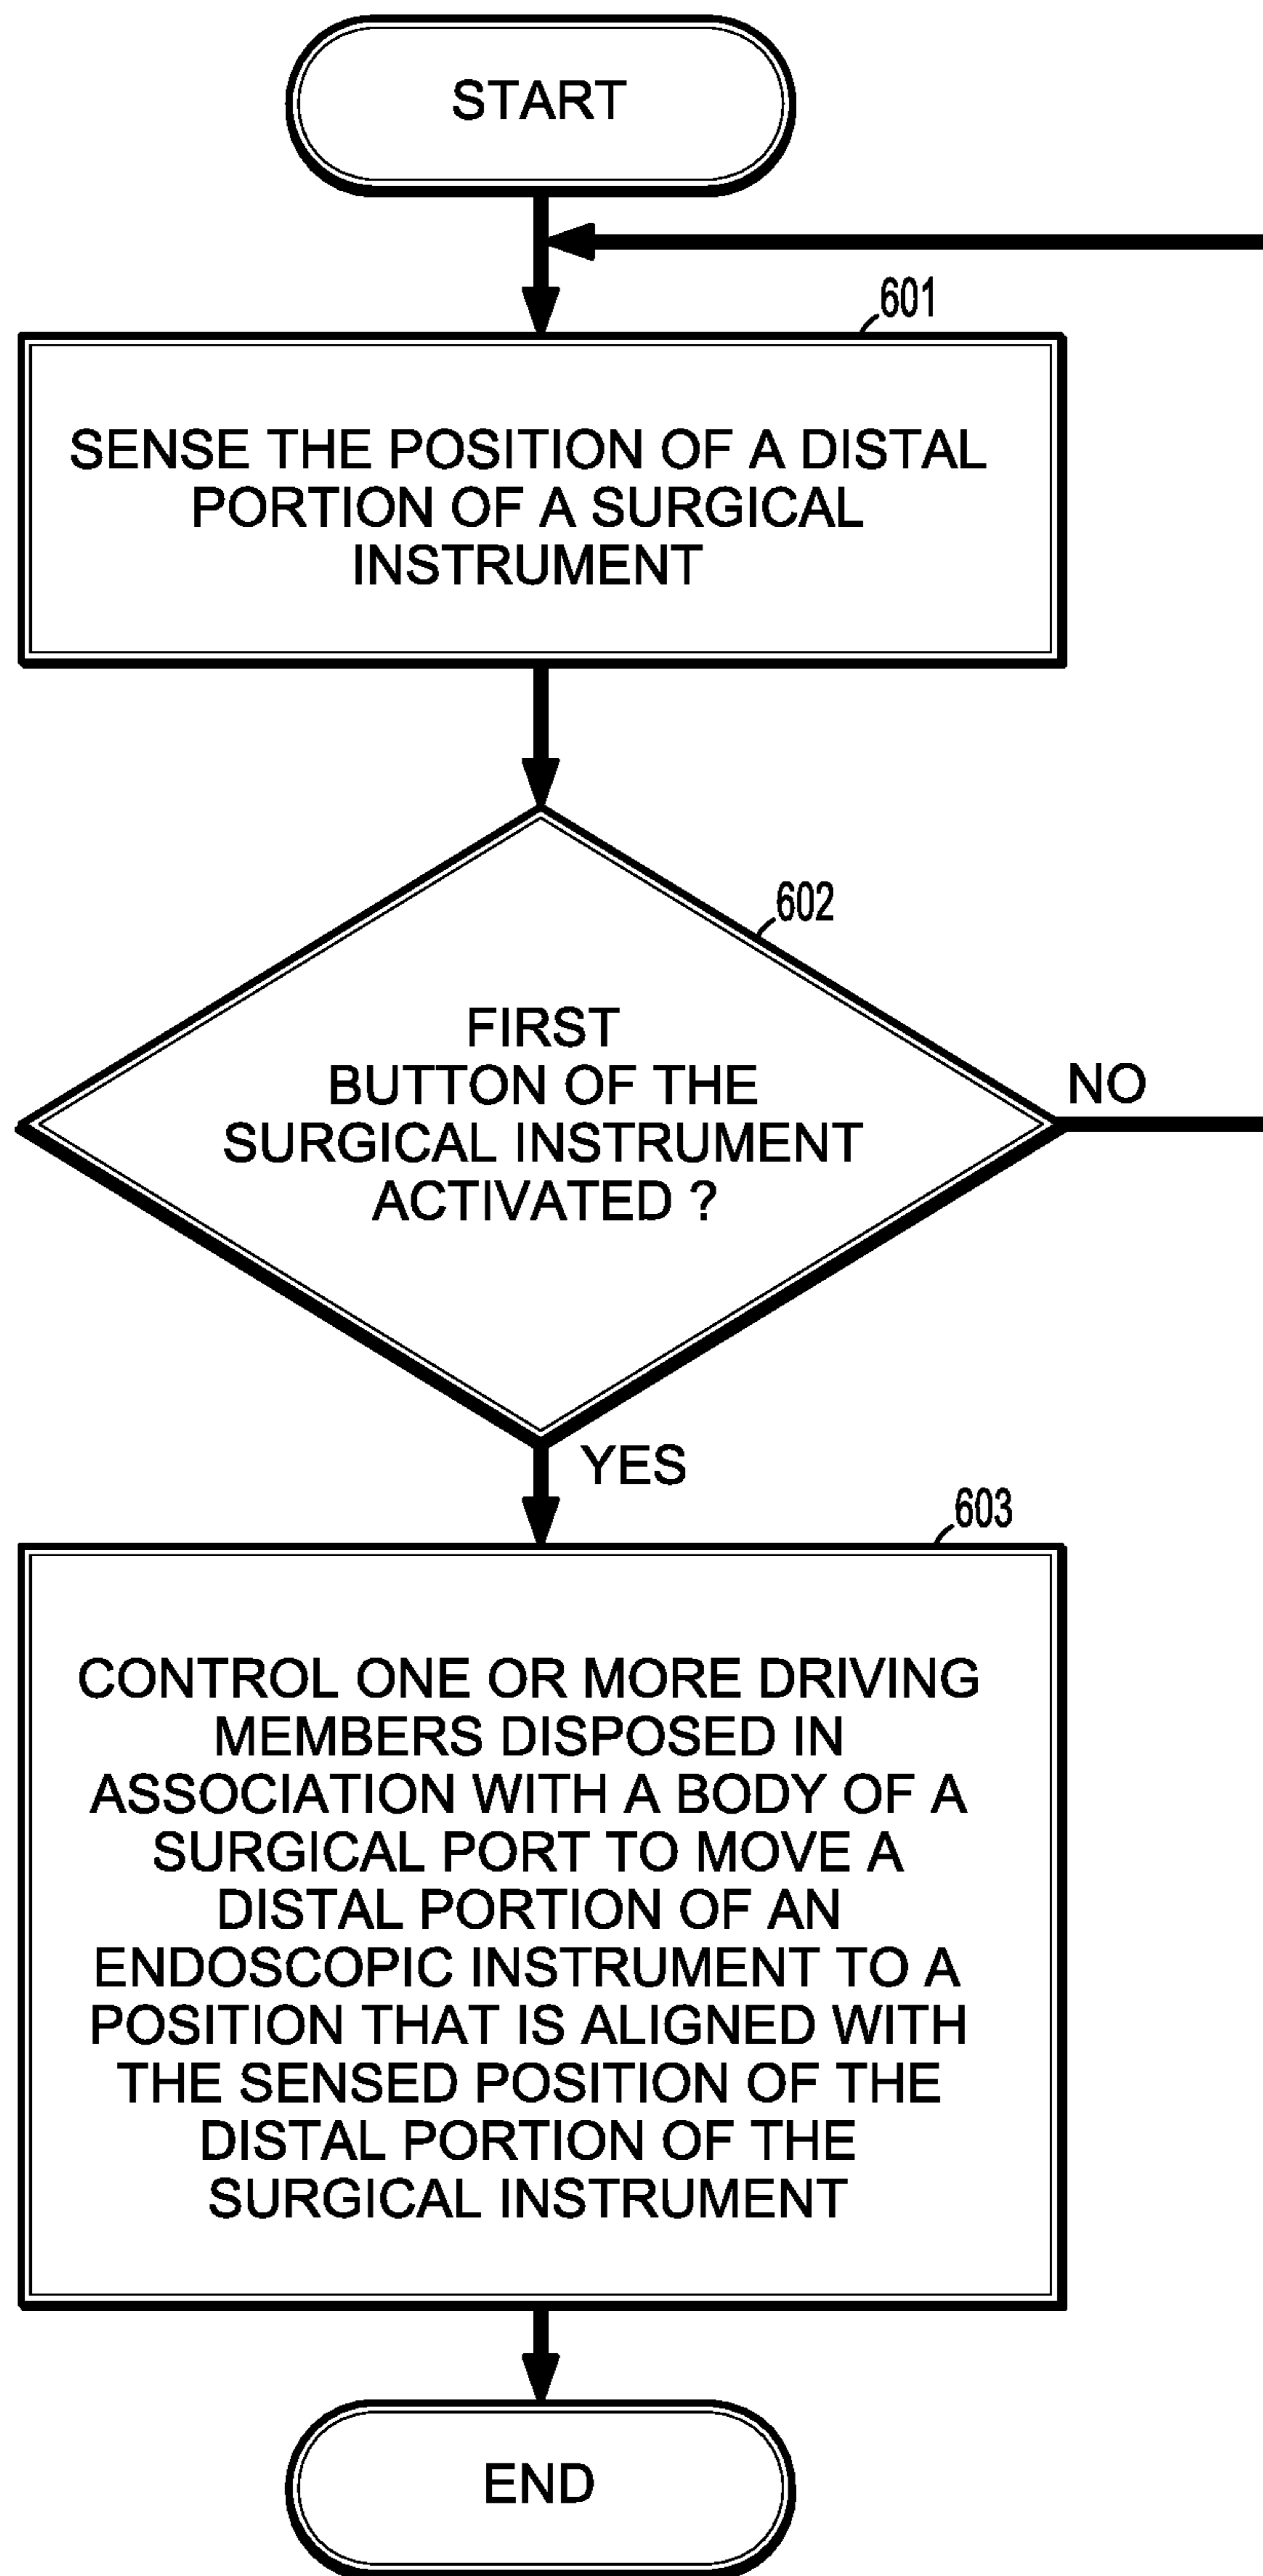 START
601
SENSE THE POSITION OF A DISTAL
PORTION OF A SURGICAL
INSTRUMENT
602
FIRST
BUTTON OF THE
SURGICAL INSTRUMENT
ACTIVATED ?
NO
YES
603
CONTROL ONE OR MORE DRIVING
MEMBERS DISPOSED IN
ASSOCIATION WITH A BODY OF A
SURGICAL PORT TO MOVE A
DISTAL PORTION OF AN
ENDOSCOPIC INSTRUMENT TO A
POSITION THAT IS ALIGNED WITH
THE SENSED POSITION OF THE
DISTAL PORTION OF THE
SURGICAL INSTRUMENT
END